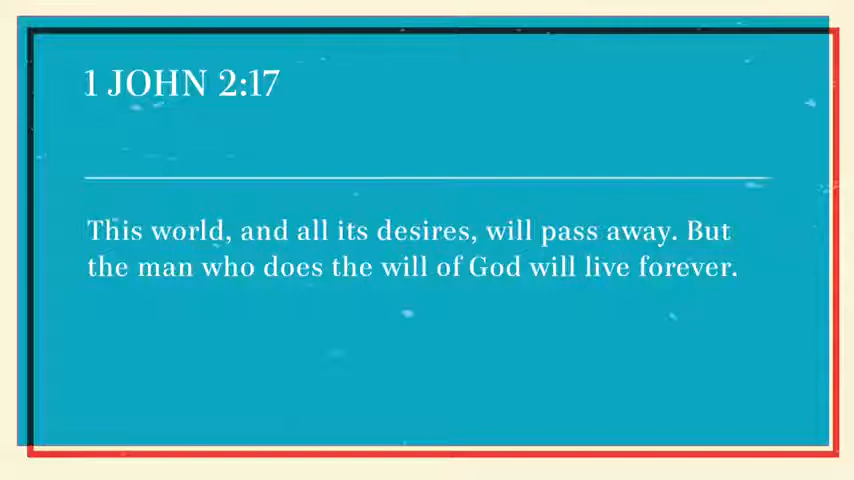 1 JOHN 2:17
This world, and all its desires, will pass away. But
the man who does the will of God will live forever.